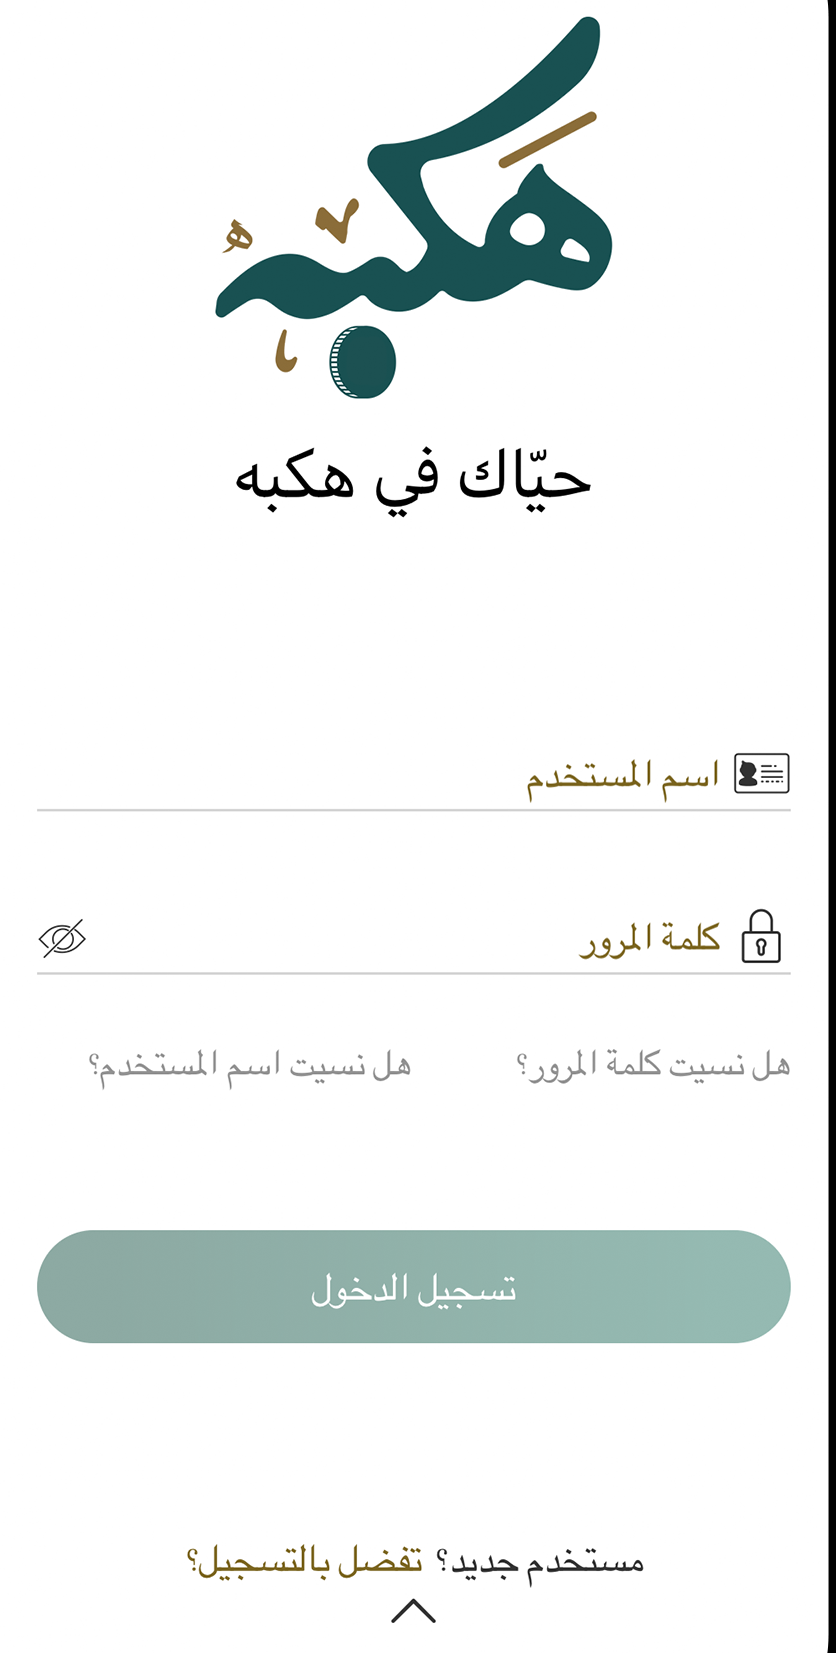 هكبه
حيّاك في هكبه
اسم المستخدم
كلمة المرور
هل نسيت كلمة المرور؟ هل نسيت اسم المستخدم؟
تسجيل الدخول
مستخدم جديد؟ تفضل بالتسجيل؟